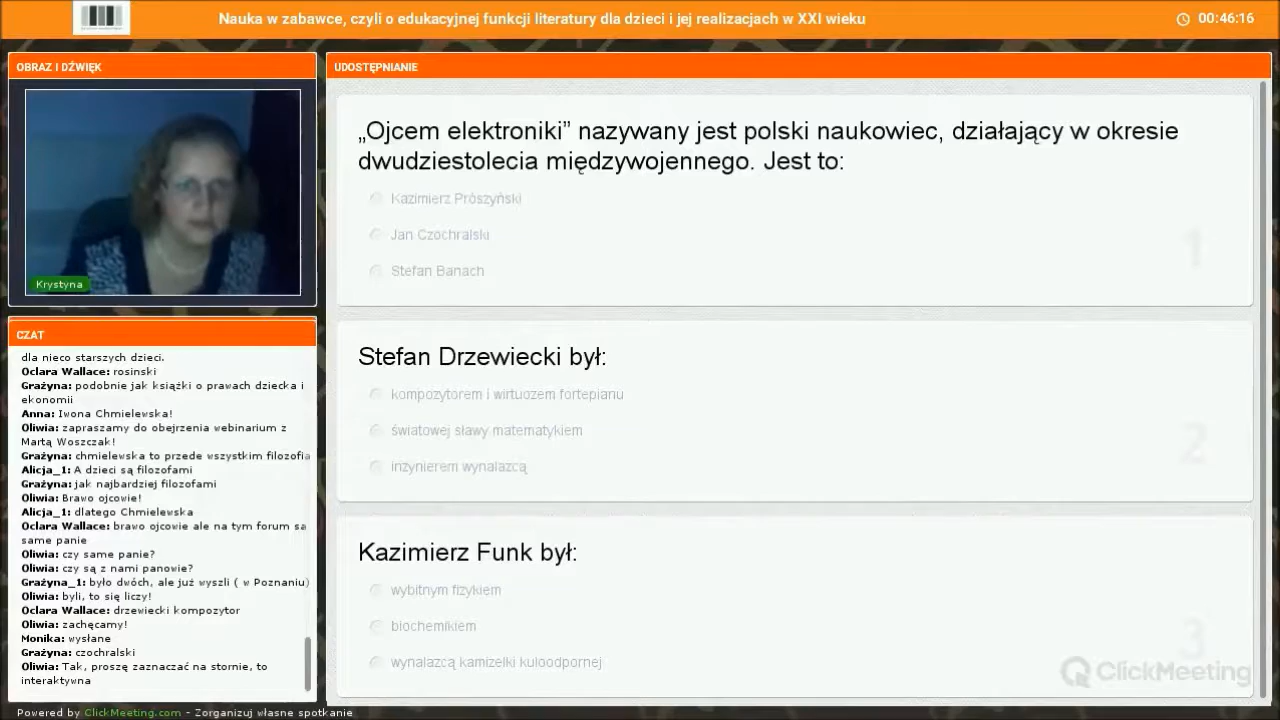 Nauka w zabawce, czyli o edukacyjnej funkcji literatury dla dzieci i jej realizacjach w XXI wieku
00:46:16
OBRAZ I DŹWIĘK
Krystyna
CZAT
dla nieco starszych dzieci.
Oclara Wallace: rosinski
Grażyna: podobnie jak książki o prawach dziecka i
ekonomii
Anna: Iwona Chmielewska!
Oliwia: zapraszamy do obejrzenia webinarium z
Martą Woszczak!
Grażyna: chmielewska to przede wszystkim filozofia
Alicja_1: A dzieci są filozofami
Grażyna: jak najbardziej filozofami
Oliwia: Brawo ojcowie!
Alicja_1: dlatego Chmielewska
Oclara Wallace: brawo ojcowie ale na tym forum sa
same panie
Oliwia: czy same panie?
Oliwia: czy są z nami panowie?
Grażyna_1: było dwóch, ale już wyszli ( w Poznaniu)
Oliwia: byli, to się liczy!
Oclara Wallace: drzewiecki kompozytor
Oliwia: zachęcamy!
Monika: wysłane
Grażyna: czochralski
Oliwia: Tak, proszę zaznaczać na stornie, to
interaktywna
UDOSTĘPNIANIE
„Ojcem elektroniki” nazywany jest polski naukowiec, działający w okresie
dwudziestolecia międzywojennego. Jest to:
Kazimierz Prószyński
Jan Czochralski
Stefan Banach
1
Stefan Drzewiecki był:
kompozytorem i wirtuozem fortepianu
światowej sławy matematykiem
inżynierem wynalazcą
2
Kazimierz Funk był:
wybitnym fizykiem
biochemikiem
wynalazcą kamizelki kuloodpornej
3
ClickMeeting
Powered by ClickMeeting.com - Zorganizuj własne spotkanie